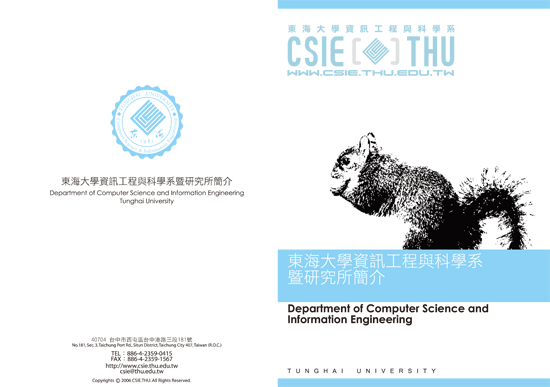 東海大學資訊工程與科學系暨研究所簡介
Department of Computer Science and Information Engineering
Tunghai University
40704 台中市西屯區台中港路三段181號
No.181, Sec.3, Taichung Port Rd., Situn District, Taichung City 407, Taiwan (R.O.C.)
TEL：886-4-2359-0415
FAX：886-4-2359-1567
http://www.csie.thu.edu.tw
csie@thu.edu.tw
Copyrights © 2006 CSIE.THU. All Rights Reserved.
東海大學資訊工程與科學系
CSIE THU
WWW.CSIE.THU.EDU.TW
東海大學資訊工程與科學系
暨研究所簡介
Department of Computer Science and
Information Engineering
TUNGHAI UNIVERSITY